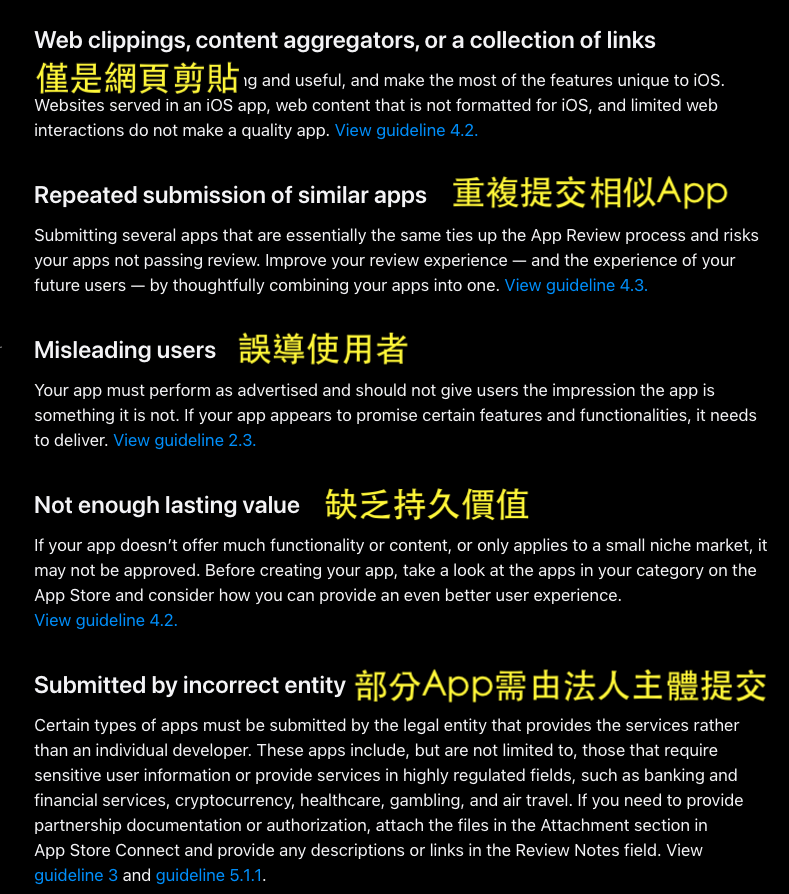 Web clippings, content aggregators, or a collection of links
僅是網頁剪貼 ng and useful, and make the most of the features unique to iOS.
Websites served in an iOS app, web content that is not formatted for iOS, and limited web
interactions do not make a quality app. View guideline 4.2.
Repeated submission of similar apps 重複提交相似App
Submitting several apps that are essentially the same ties up the App Review process and risks
your apps not passing review. Improve your review experience — and the experience of your
future users — by thoughtfully combining your apps into one. View guideline 4.3.
Misleading users 誤導使用者
Your app must perform as advertised and should not give users the impression the app is
something it is not. If your app appears to promise certain features and functionalities, it needs
to deliver. View guideline 2.3.
Not enough lasting value 缺乏持久價值
If your app doesn’t offer much functionality or content, or only applies to a small niche market, it
may not be approved. Before creating your app, take a look at the apps in your category on the
App Store and consider how you can provide an even better user experience.
View guideline 4.2.
Submitted by incorrect entity 部分App需由法人主體提交
Certain types of apps must be submitted by the legal entity that provides the services rather
than an individual developer. These apps include, but are not limited to, those that require
sensitive user information or provide services in highly regulated fields, such as banking and
financial services, cryptocurrency, healthcare, gambling, and air travel. If you need to provide
partnership documentation or authorization, attach the files in the Attachment section in
App Store Connect and provide any descriptions or links in the Review Notes field. View
guideline 3 and guideline 5.1.1.